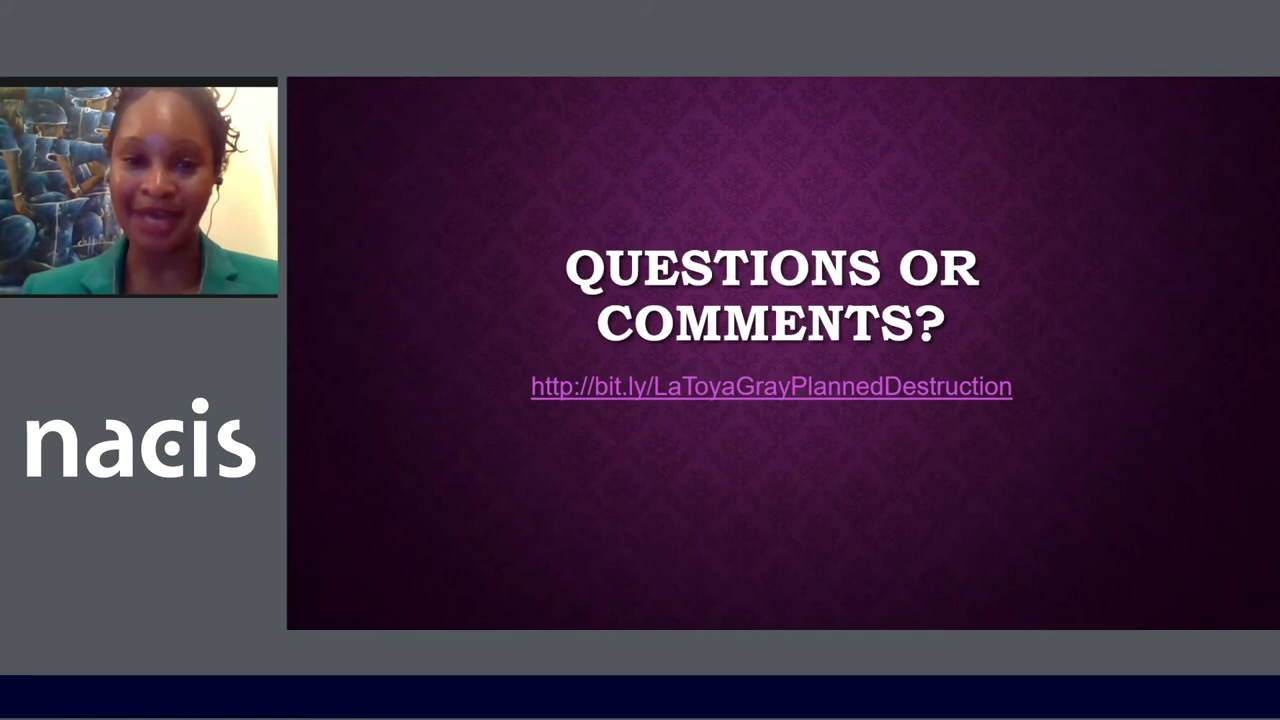 nacis
QUESTIONS OR
COMMENTS?
http://bit.ly/LaToyaGrayPlannedDestruction